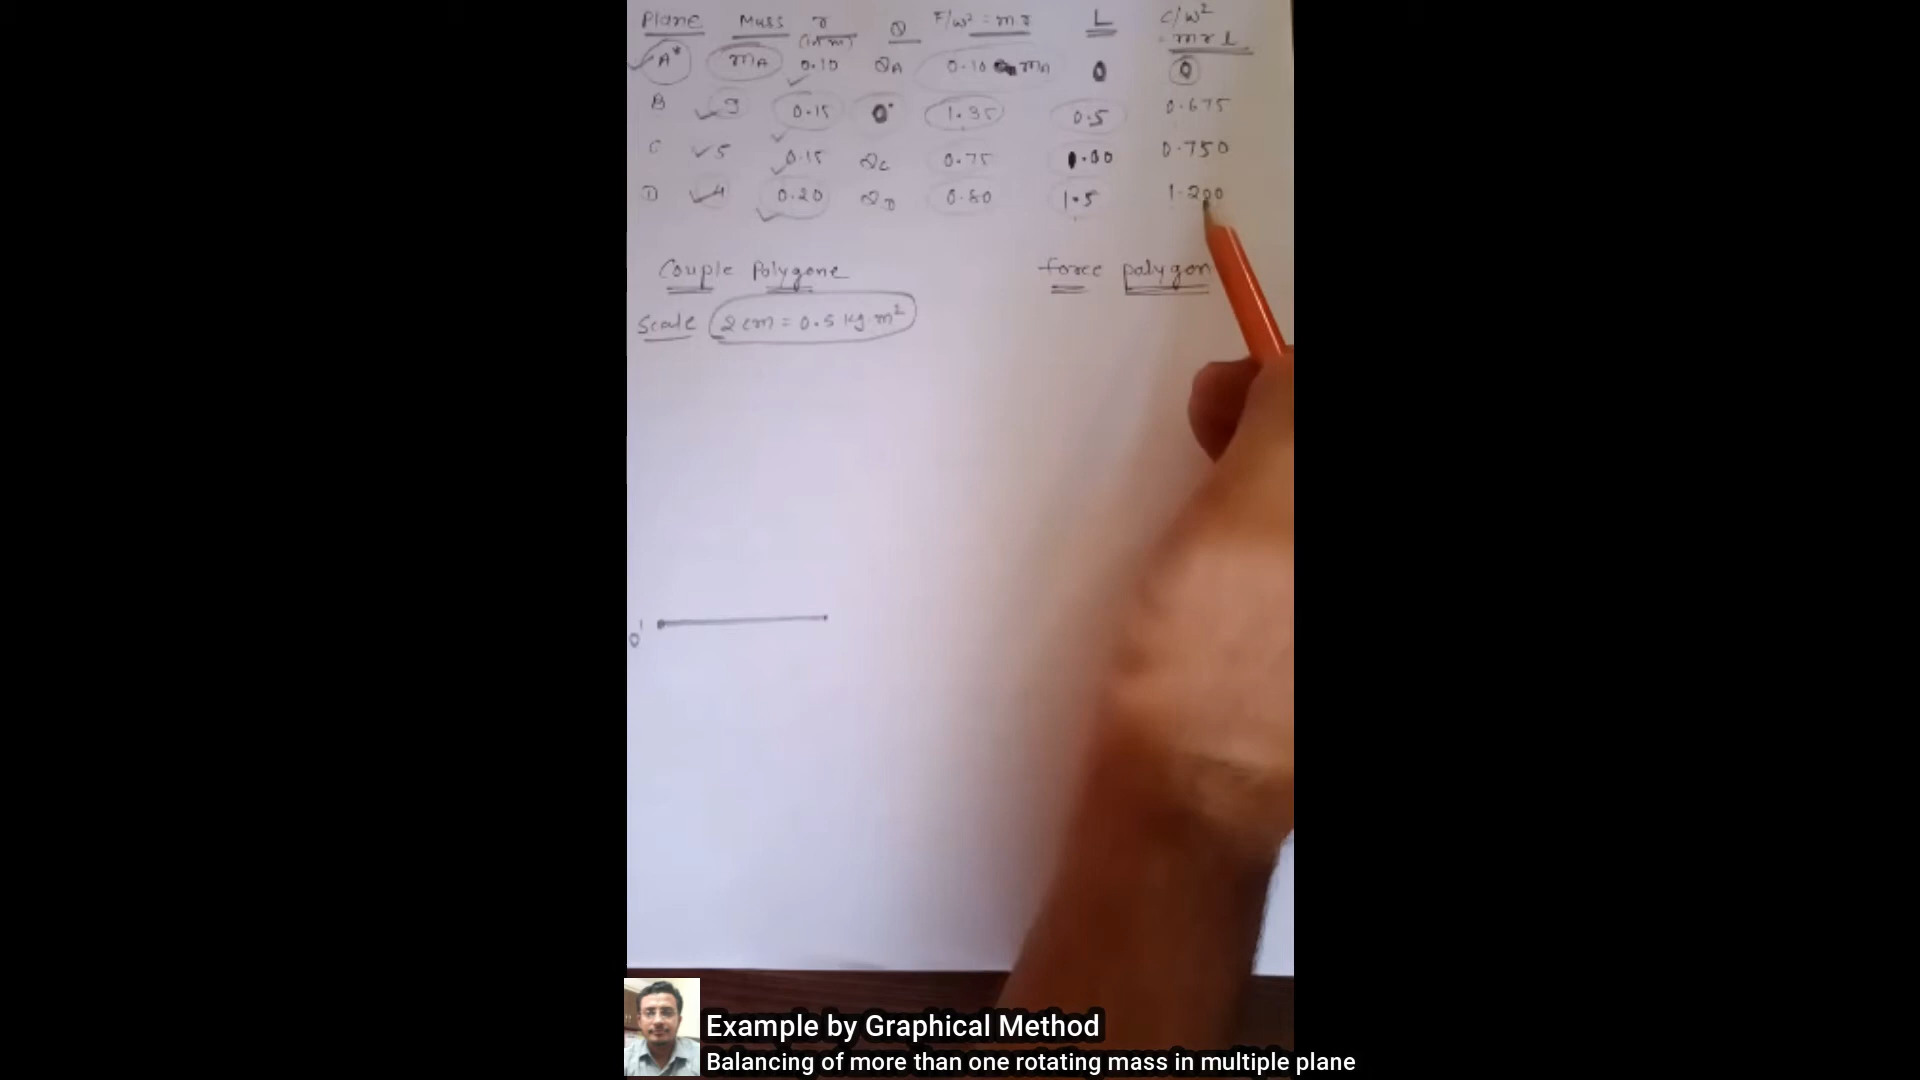 Plane Mass r (in m) θ F/ω² = mr L C/ω² = mrl
A* mA 0.10 θA 0.10 mA 0 0
B 9 0.15 0° 1.35 0.5 0.675
C 5 0.15 θC 0.75 1.00 0.750
D 4 0.20 θD 0.80 1.5 1.200
Couple Polygone force polygon
Scale 2 cm = 0.5 kg.m²
0'
Example by Graphical Method
Balancing of more than one rotating mass in multiple plane